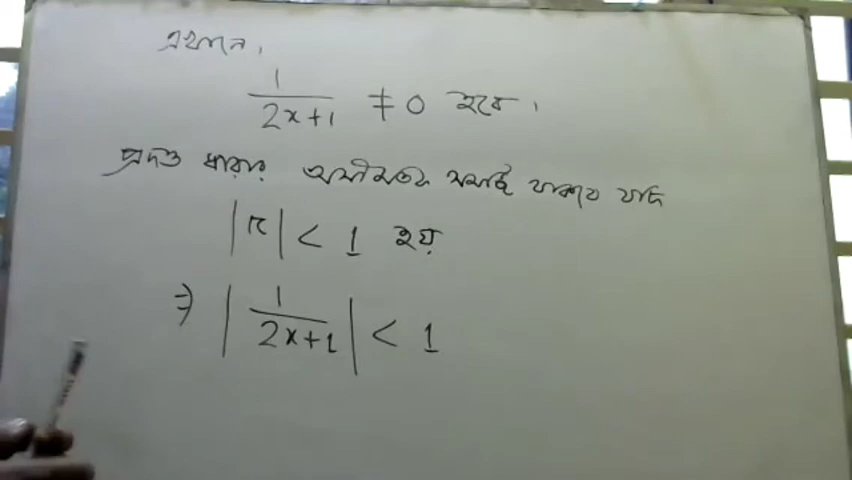 এখানে,
1/(2x+1) ≠ 0 হবে।
প্রদত্ত ধারার অসীমতক সমষ্টি থাকবে যদি
|r| < 1 হয়
⇒ |1/(2x+1)| < 1